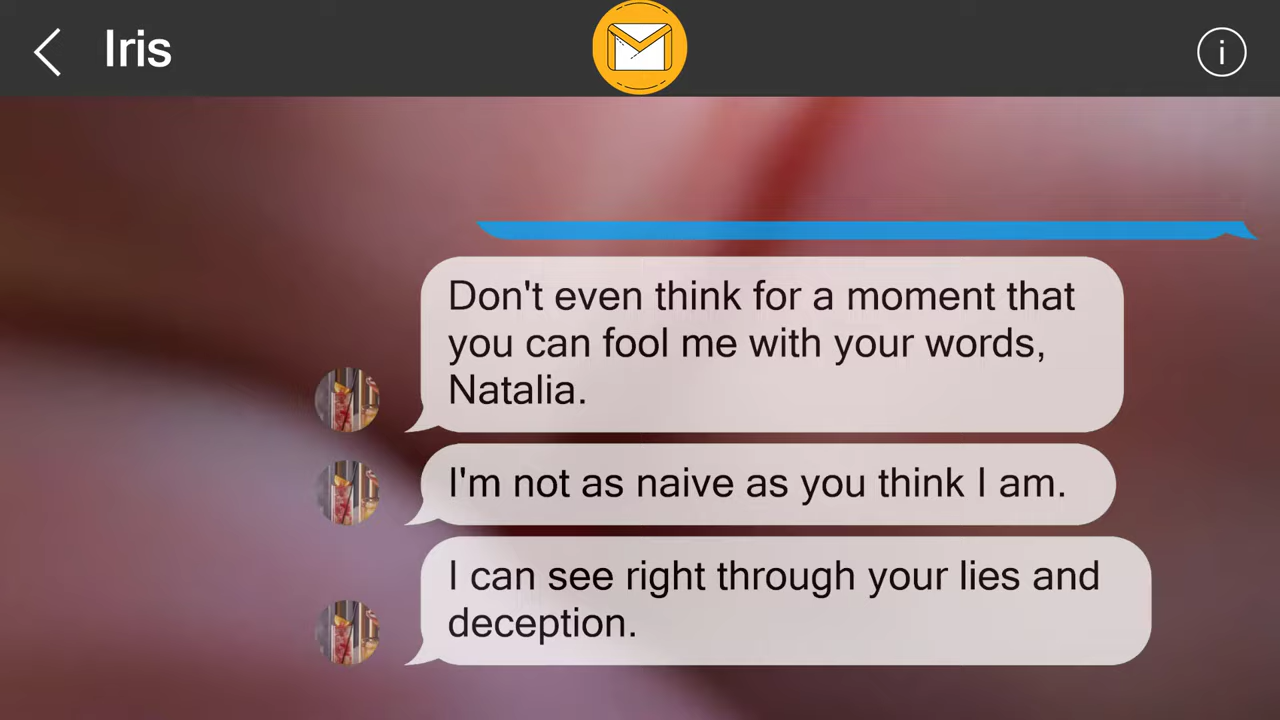 Iris
i
Don't even think for a moment that
you can fool me with your words,
Natalia.
I'm not as naive as you think I am.
I can see right through your lies and
deception.